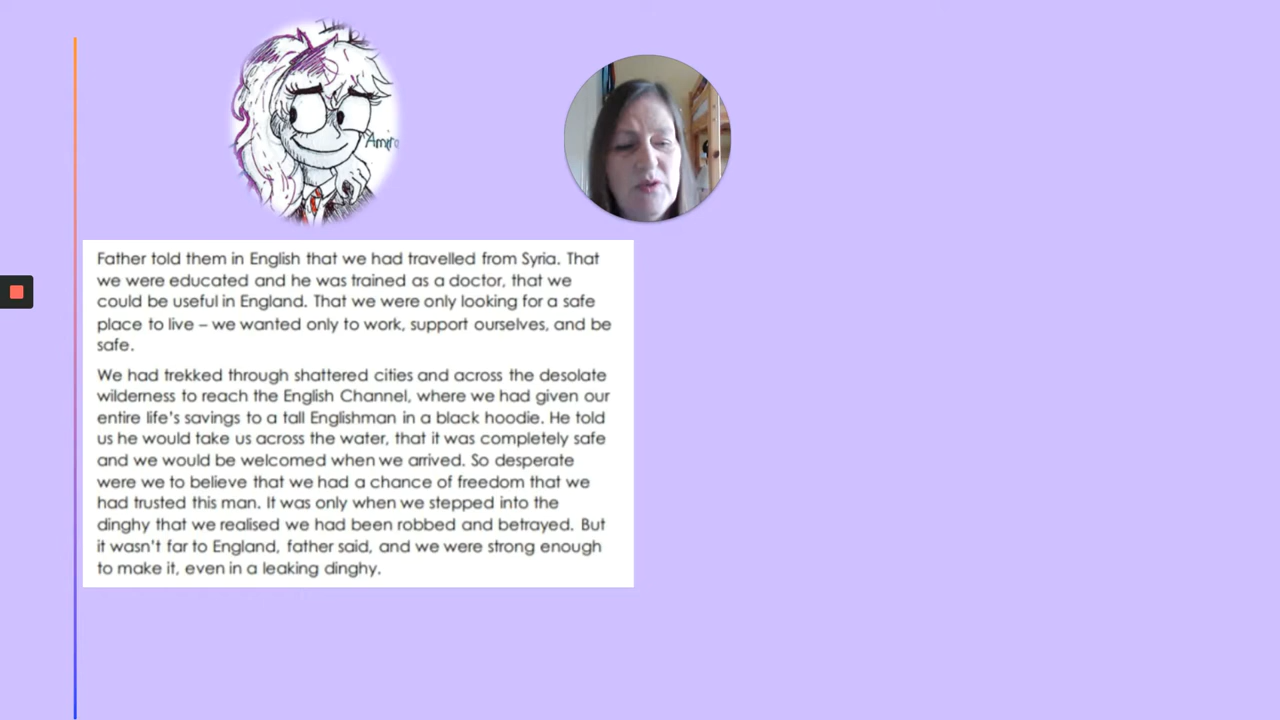 Amira
Father told them in English that we had travelled from Syria. That
we were educated and he was trained as a doctor, that we
could be useful in England. That we were only looking for a safe
place to live – we wanted only to work, support ourselves, and be
safe.
We had trekked through shattered cities and across the desolate
wilderness to reach the English Channel, where we had given our
entire life's savings to a tall Englishman in a black hoodie. He told
us he would take us across the water, that it was completely safe
and we would be welcomed when we arrived. So desperate
were we to believe that we had a chance of freedom that we
had trusted this man. It was only when we stepped into the
dinghy that we realised we had been robbed and betrayed. But
it wasn't far to England, father said, and we were strong enough
to make it, even in a leaking dinghy.